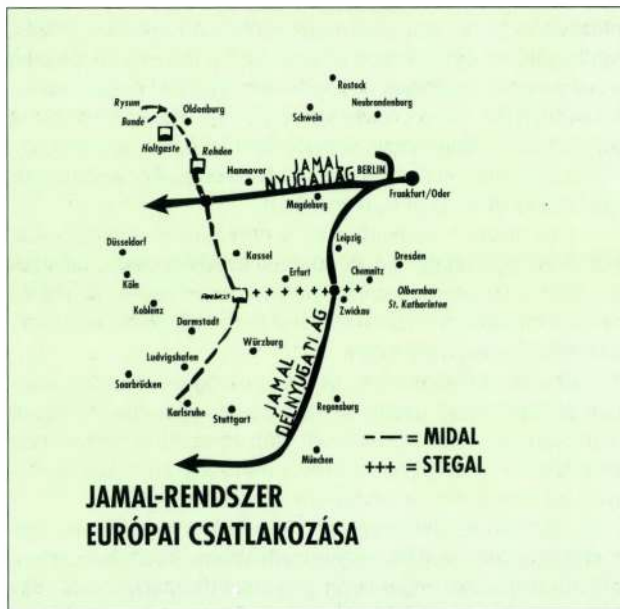 Rostock
Neubrandenburg
Schwein
Rysum
Oldenburg
Bunde
Holtgaste
Rehden
Hannover
JAMAL
NYUGATI ÁG
BERLIN
Frankfurt/Oder
Magdeburg
Düsseldorf
Kassel
Leipzig
Dresden
Köln
Erfurt
Chemnitz
Koblenz
Zwickau
Olbernhau
St. Katharinton
Darmstadt
Würzburg
Ludwigshafen
JAMAL
DÉLNYUGATI ÁG
Saarbrücken
Karlsruhe
Stuttgart
Regensburg
München
— – — = MIDAL
+++ = STEGAL
JAMAL-RENDSZER
EURÓPAI CSATLAKOZÁSA